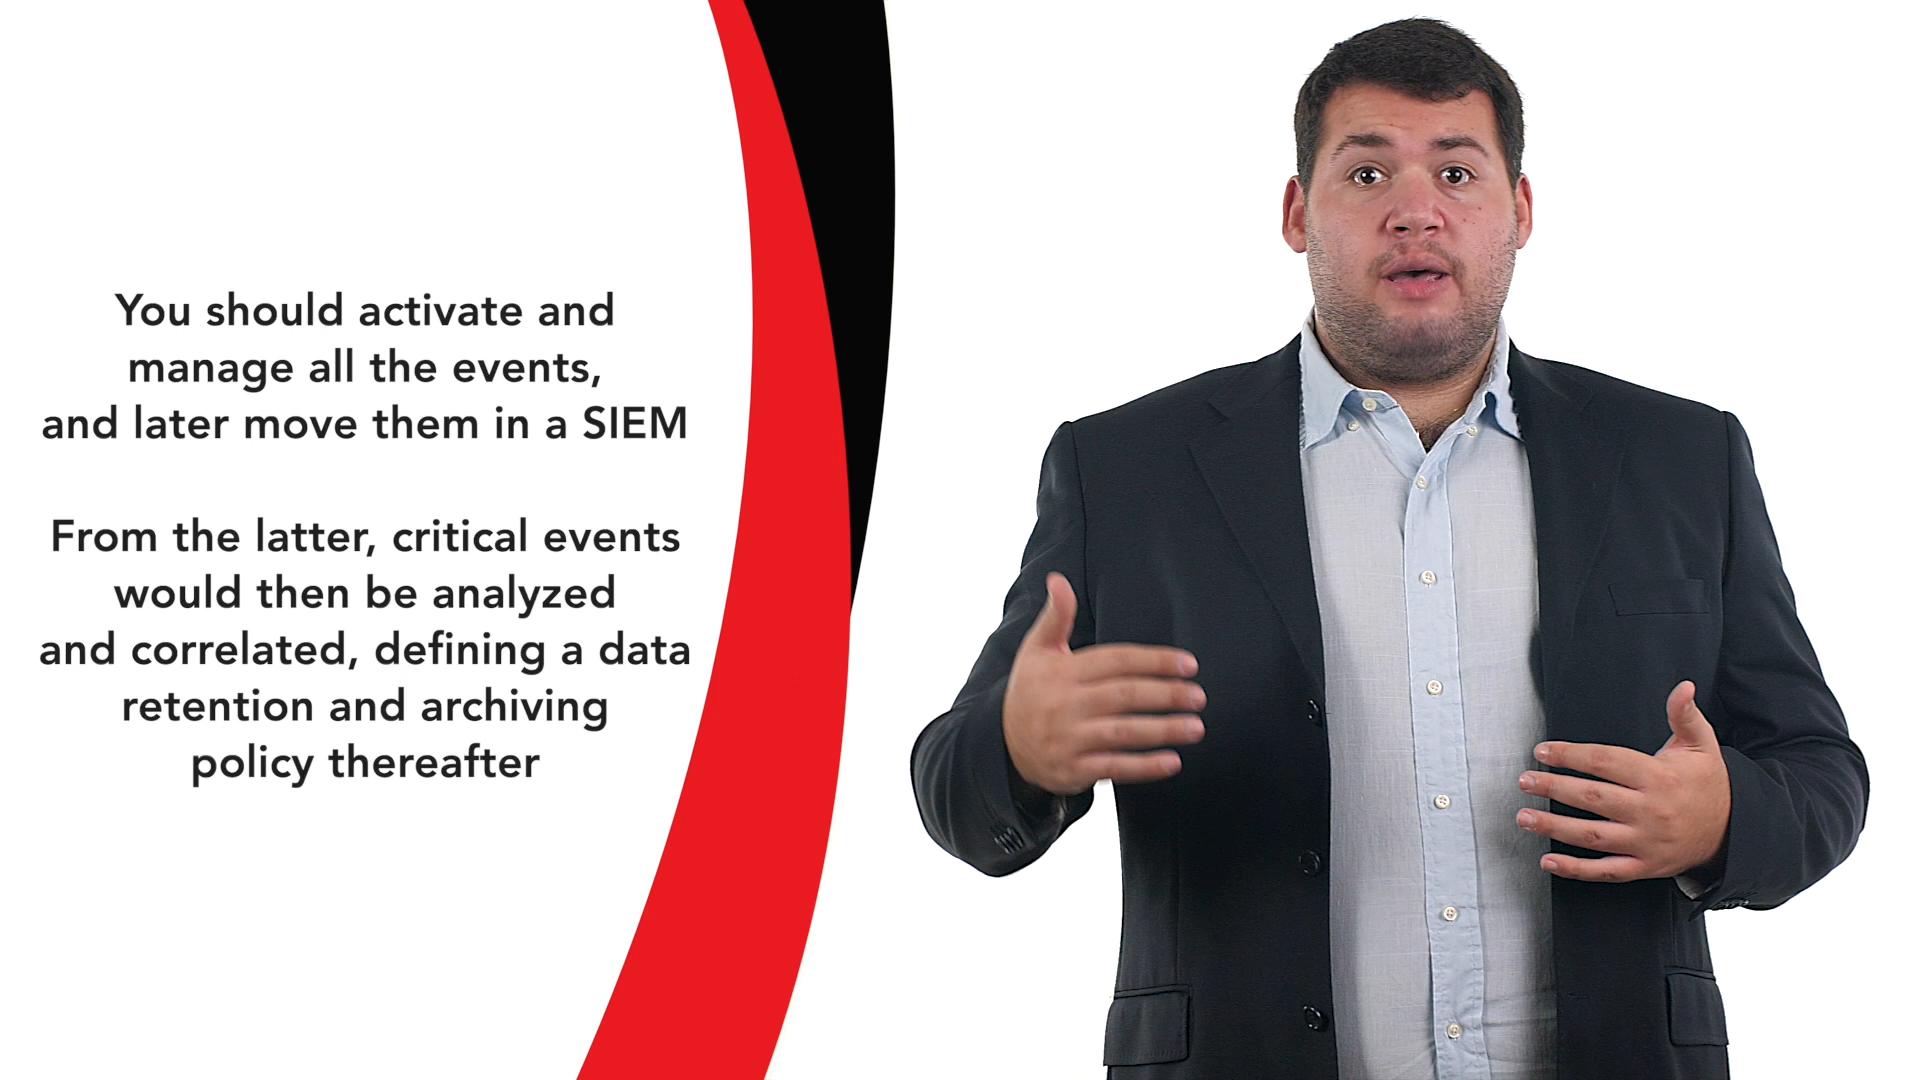 You should activate and
manage all the events,
and later move them in a SIEM
From the latter, critical events
would then be analyzed
and correlated, defining a data
retention and archiving
policy thereafter